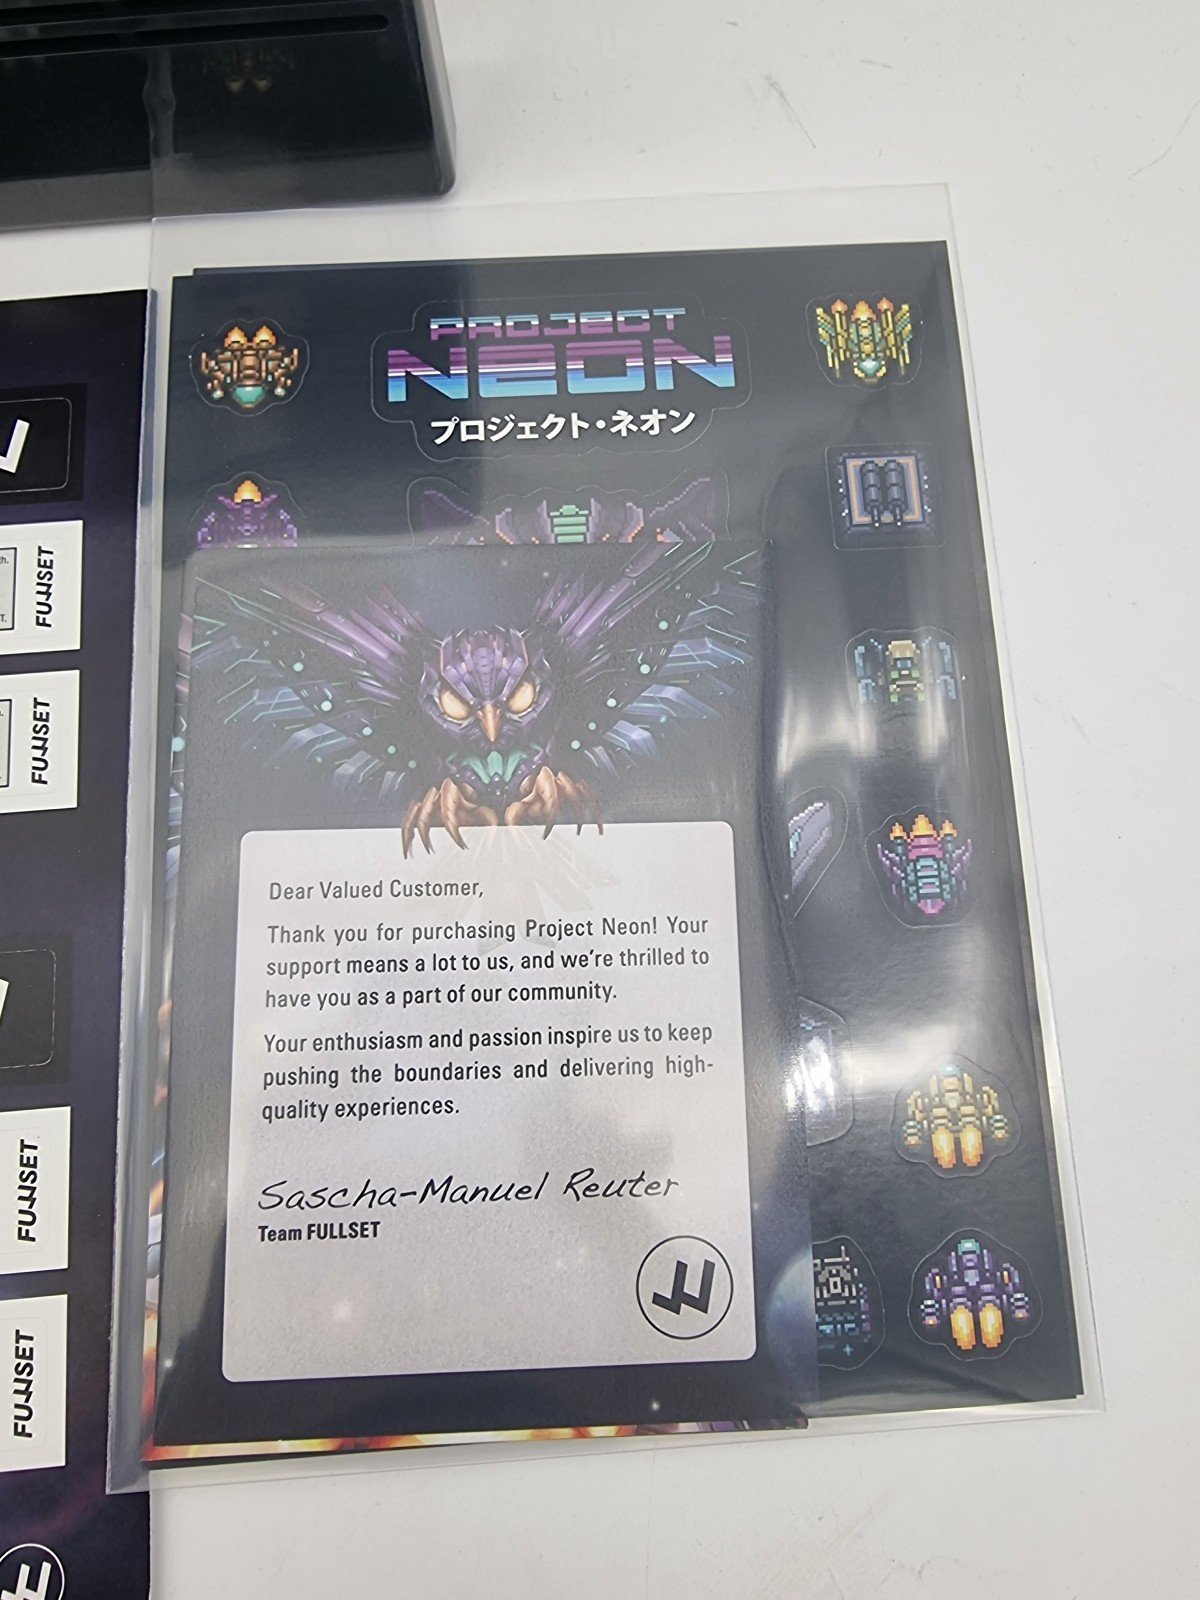 PROJECT
NEON
プロジェクト・ネオン
Dear Valued Customer,
Thank you for purchasing Project Neon! Your
support means a lot to us, and we're thrilled to
have you as a part of our community.
Your enthusiasm and passion inspire us to keep
pushing the boundaries and delivering high-
quality experiences.
Sascha-Manuel Reuter
Team FULLSET
FULLSET
FULLSET
FULLSET
FULLSET